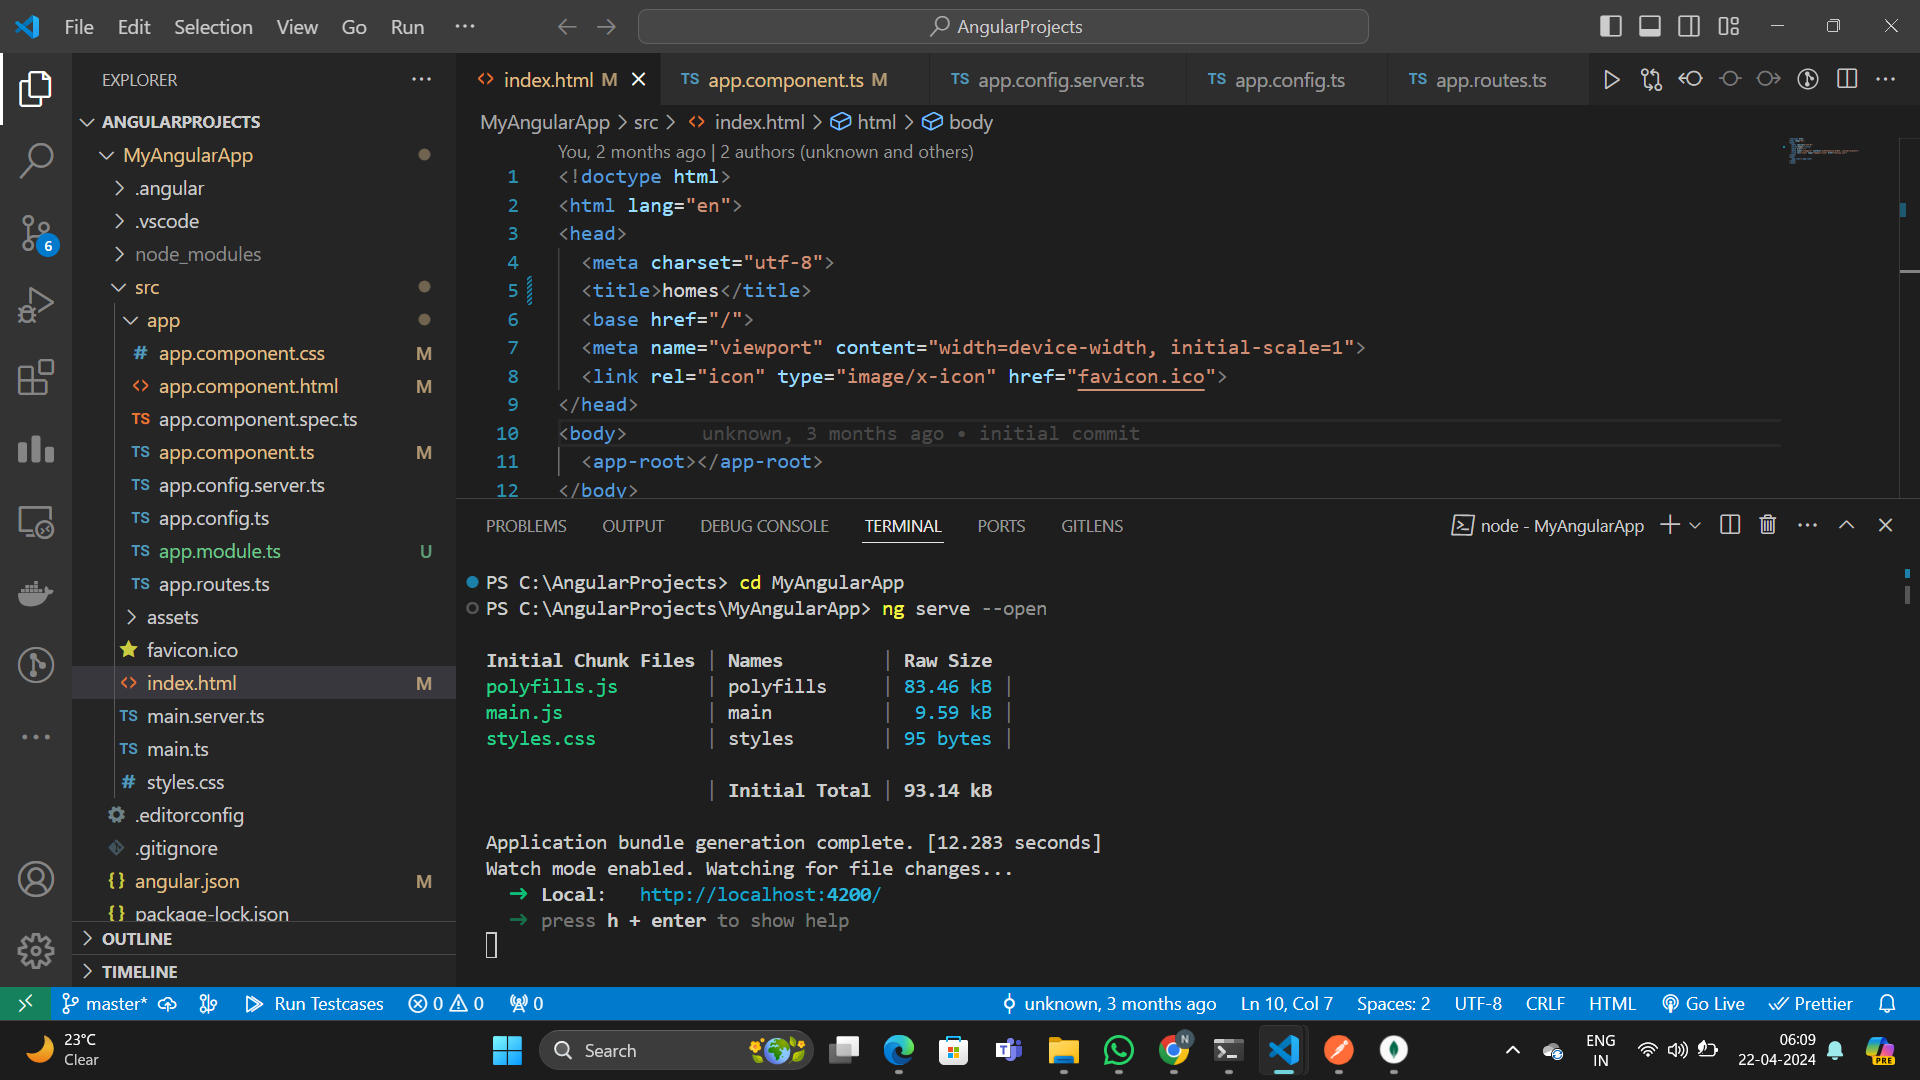 File Edit Selection View Go Run ···
AngularProjects
EXPLORER
ANGULARPROJECTS
MyAngularApp
.angular
.vscode
node_modules
src
app
# app.component.css M
<> app.component.html M
TS app.component.spec.ts
TS app.component.ts M
TS app.config.server.ts
TS app.config.ts
TS app.module.ts U
TS app.routes.ts
assets
favicon.ico
<> index.html M
TS main.server.ts
TS main.ts
# styles.css
.editorconfig
.gitignore
{} angular.json M
{} package-lock.json
OUTLINE
TIMELINE
6
<> index.html M
TS app.component.ts M
TS app.config.server.ts
TS app.config.ts
TS app.routes.ts
MyAngularApp > src > <> index.html > html > body
You, 2 months ago | 2 authors (unknown and others)
1 <!doctype html>
2 <html lang="en">
3 <head>
4 <meta charset="utf-8">
5 <title>homes</title>
6 <base href="/">
7 <meta name="viewport" content="width=device-width, initial-scale=1">
8 <link rel="icon" type="image/x-icon" href="favicon.ico">
9 </head>
10 <body> unknown, 3 months ago • initial commit
11 <app-root></app-root>
12 </body>
PROBLEMS OUTPUT DEBUG CONSOLE TERMINAL PORTS GITLENS
node - MyAngularApp
PS C:\AngularProjects> cd MyAngularApp
PS C:\AngularProjects\MyAngularApp> ng serve --open
Initial Chunk Files | Names | Raw Size
polyfills.js | polyfills | 83.46 kB |
main.js | main | 9.59 kB |
styles.css | styles | 95 bytes |
| Initial Total | 93.14 kB
Application bundle generation complete. [12.283 seconds]
Watch mode enabled. Watching for file changes...
➜ Local: http://localhost:4200/
➜ press h + enter to show help
master* Run Testcases 0 0 0
unknown, 3 months ago Ln 10, Col 7 Spaces: 2 UTF-8 CRLF HTML Go Live Prettier
23°C
Clear
Search
N
ENG
IN
06:09
22-04-2024
PRE